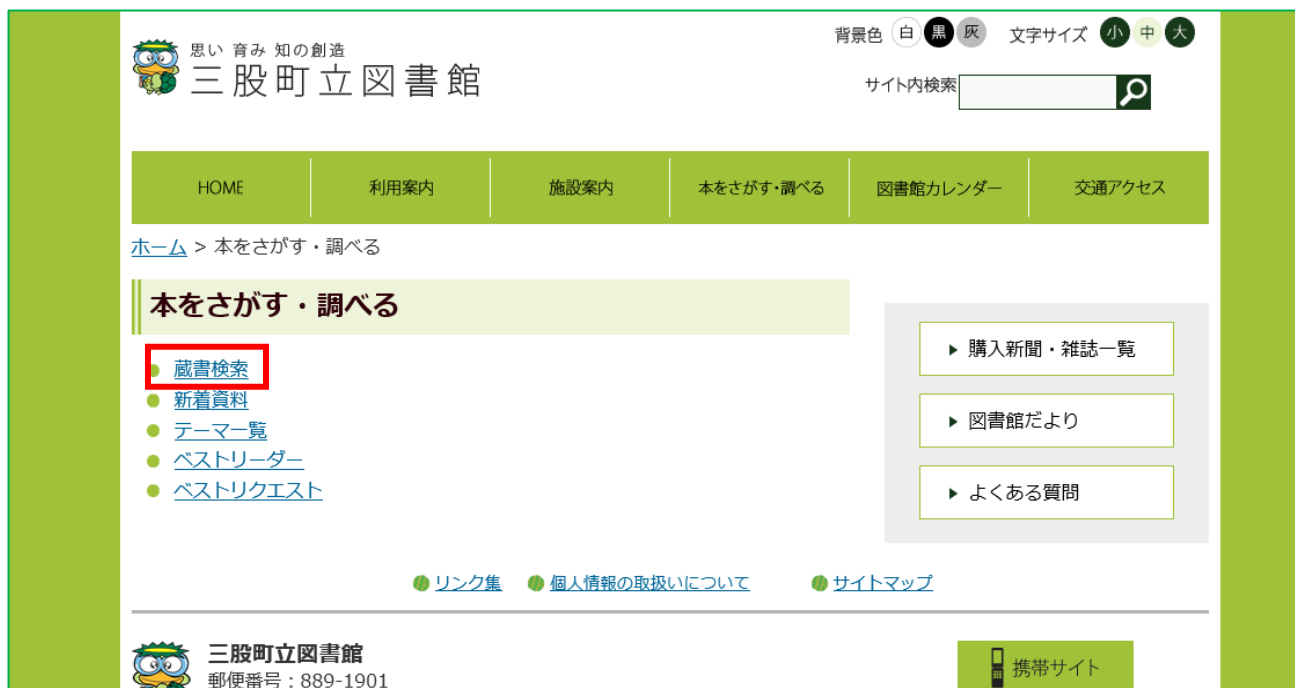 思い 育み 知の創造
三股町立図書館
背景色 白 黒 灰 文字サイズ 小 中 大
サイト内検索
HOME 利用案内 施設案内 本をさがす・調べる 図書館カレンダー 交通アクセス
ホーム > 本をさがす・調べる
本をさがす・調べる
蔵書検索
新着資料
テーマ一覧
ベストリーダー
ベストリクエスト
購入新聞・雑誌一覧
図書館だより
よくある質問
リンク集 個人情報の取扱いについて サイトマップ
三股町立図書館
郵便番号：889-1901
携帯サイト